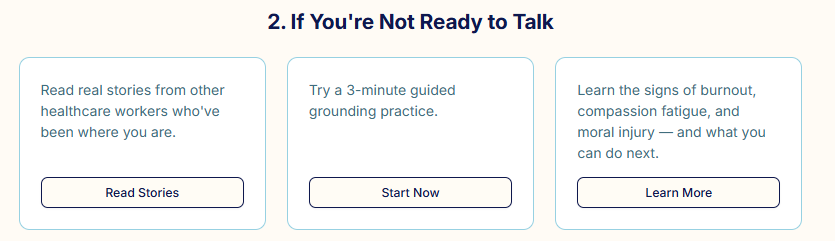 2. If You're Not Ready to Talk
Read real stories from other
healthcare workers who've
been where you are.
Read Stories
Try a 3-minute guided
grounding practice.
Start Now
Learn the signs of burnout,
compassion fatigue, and
moral injury — and what you
can do next.
Learn More